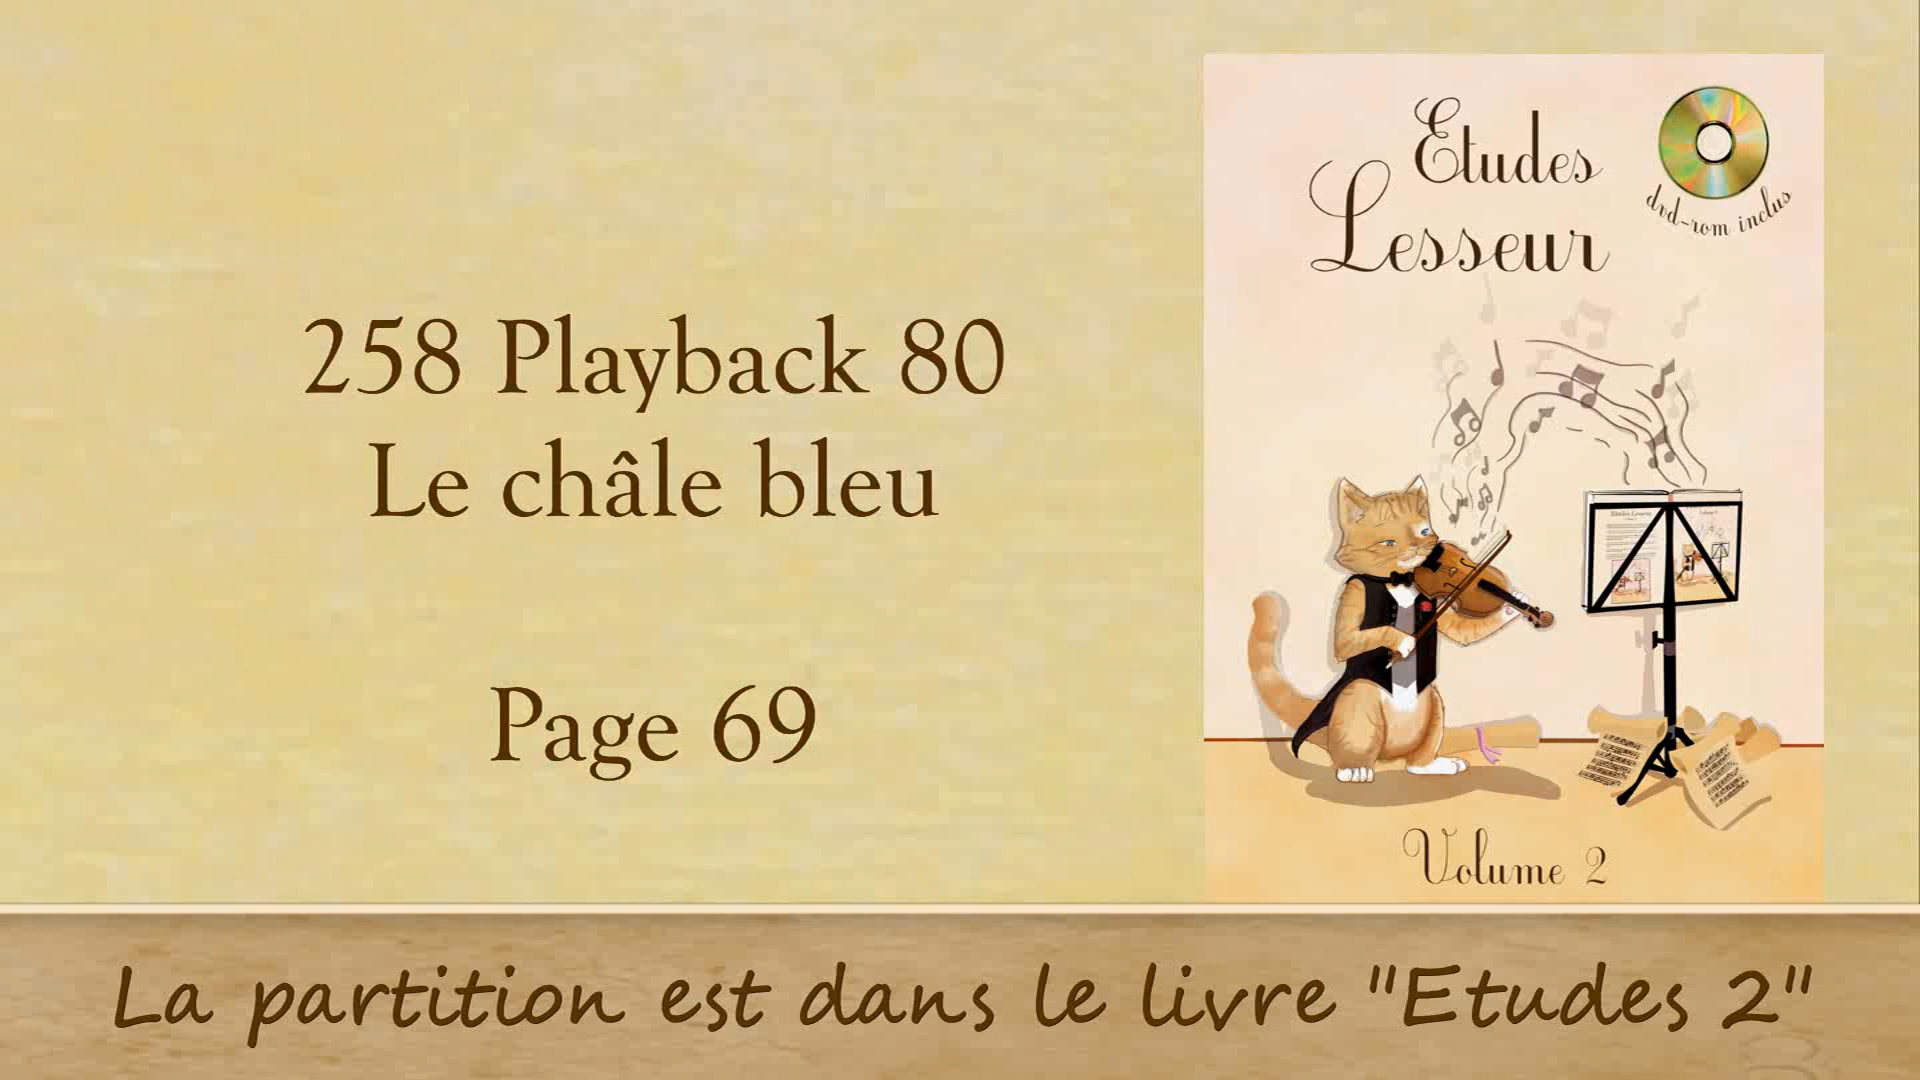 258 Playback 80
Le châle bleu
Page 69
Etudes
Lesseur
dvd-rom inclus
Volume 2
La partition est dans le livre "Etudes 2"